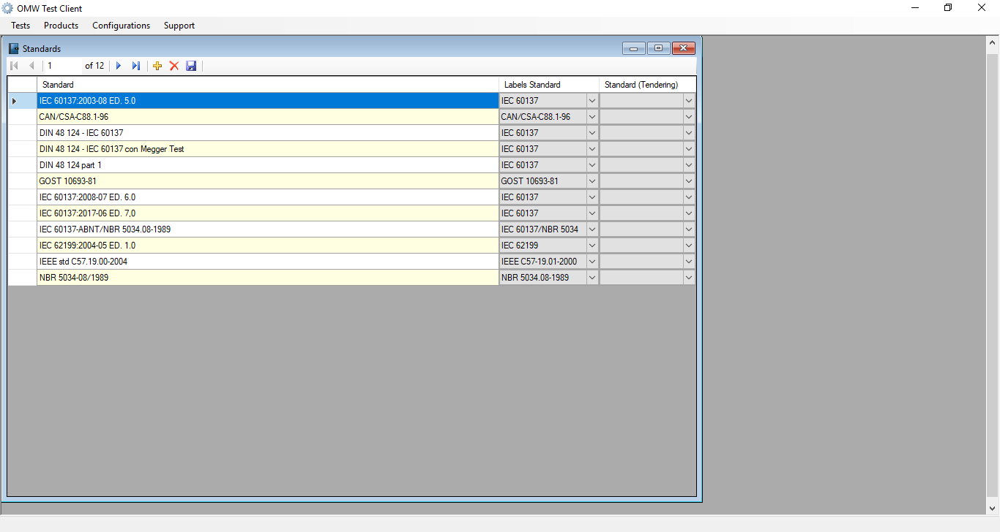 OMW Test Client
Tests Products Configurations Support
Standards
1 of 12
Standard Labels Standard Standard (Tendering)
IEC 60137:2003-08 ED. 5.0 IEC 60137
CAN/CSA-C88.1-96 CAN/CSA-C88.1-96
DIN 48 124 - IEC 60137 IEC 60137
DIN 48 124 - IEC 60137 con Megger Test IEC 60137
DIN 48 124 part 1 IEC 60137
GOST 10693-81 GOST 10693-81
IEC 60137:2008-07 ED. 6.0 IEC 60137
IEC 60137:2017-06 ED. 7,0 IEC 60137
IEC 60137-ABNT/NBR 5034.08-1989 IEC 60137/NBR 5034
IEC 62199:2004-05 ED. 1.0 IEC 62199
IEEE std C57.19.00-2004 IEEE C57-19.01-2000
NBR 5034-08/1989 NBR 5034.08-1989